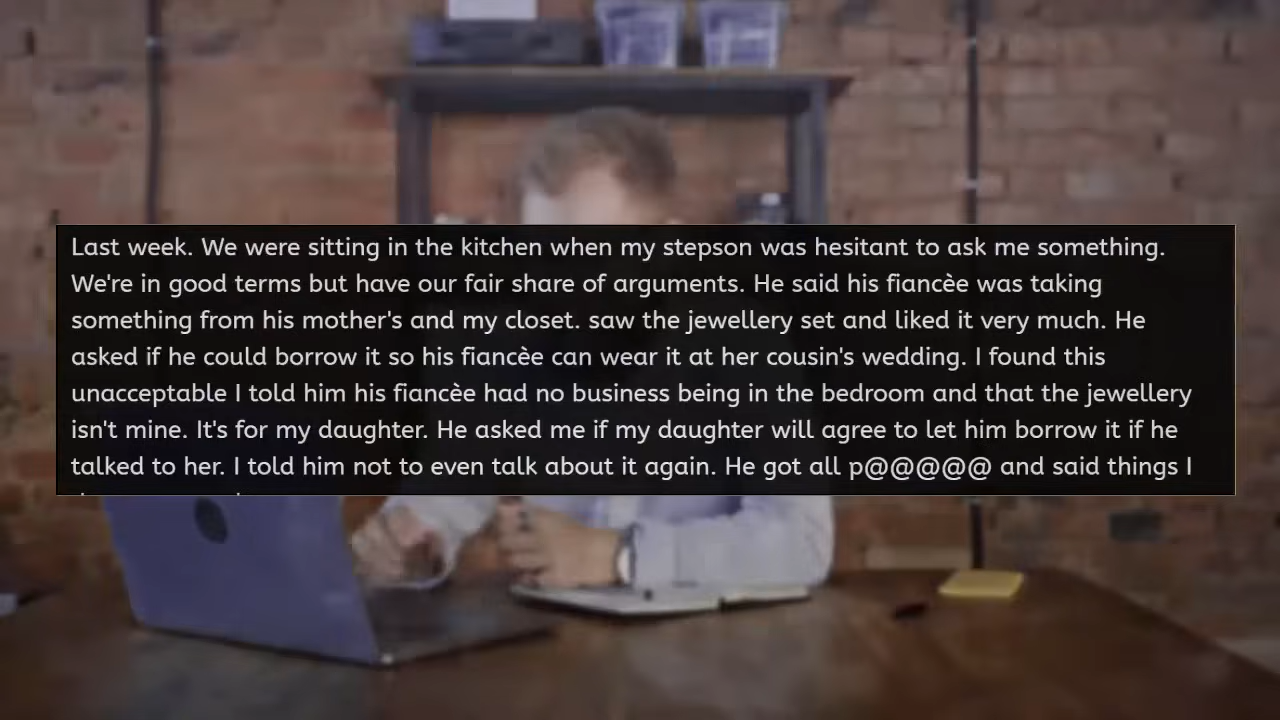 Last week. We were sitting in the kitchen when my stepson was hesitant to ask me something.
We're in good terms but have our fair share of arguments. He said his fiancèe was taking
something from his mother's and my closet. saw the jewellery set and liked it very much. He
asked if he could borrow it so his fiancèe can wear it at her cousin's wedding. I found this
unacceptable I told him his fiancèe had no business being in the bedroom and that the jewellery
isn't mine. It's for my daughter. He asked me if my daughter will agree to let him borrow it if he
talked to her. I told him not to even talk about it again. He got all p@@@@@ and said things I